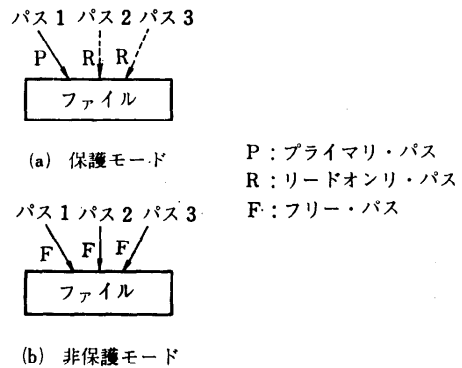 パス1 パス2 パス3
P R R
ファイル
(a) 保護モード
P:プライマリ・パス
R:リードオンリ・パス
F:フリー・パス
パス1 パス2 パス3
F F F
ファイル
(b) 非保護モード